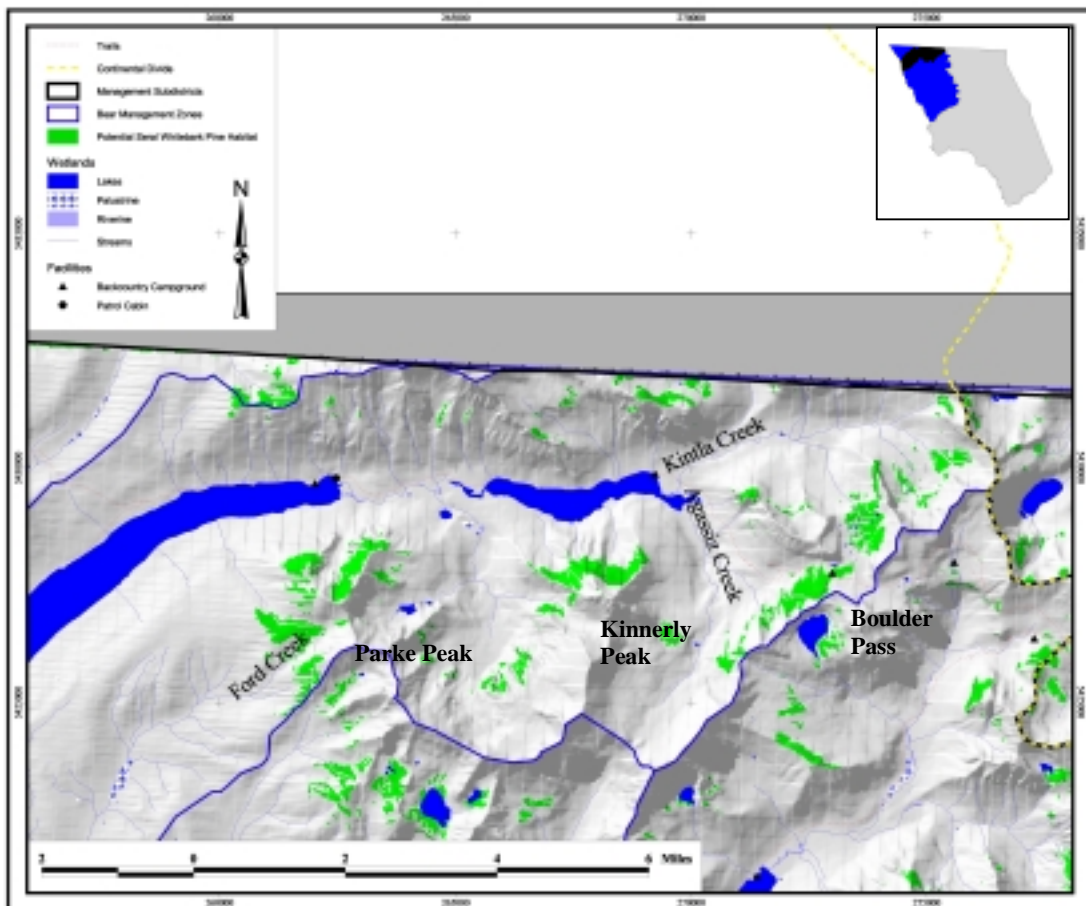 Trails
Continental Divide
Management Subdistricts
Bear Management Zones
Potential Seral Whitebark Pine Habitat
Wetlands
Lakes
Palustrine
Riverine
Streams
Facilities
Backcountry Campground
Patrol Cabin
N
Kintla Creek
Agassiz Creek
Boulder
Pass
Kinnerly
Peak
Parke Peak
Ford Creek
2 0 2 4 6 Miles